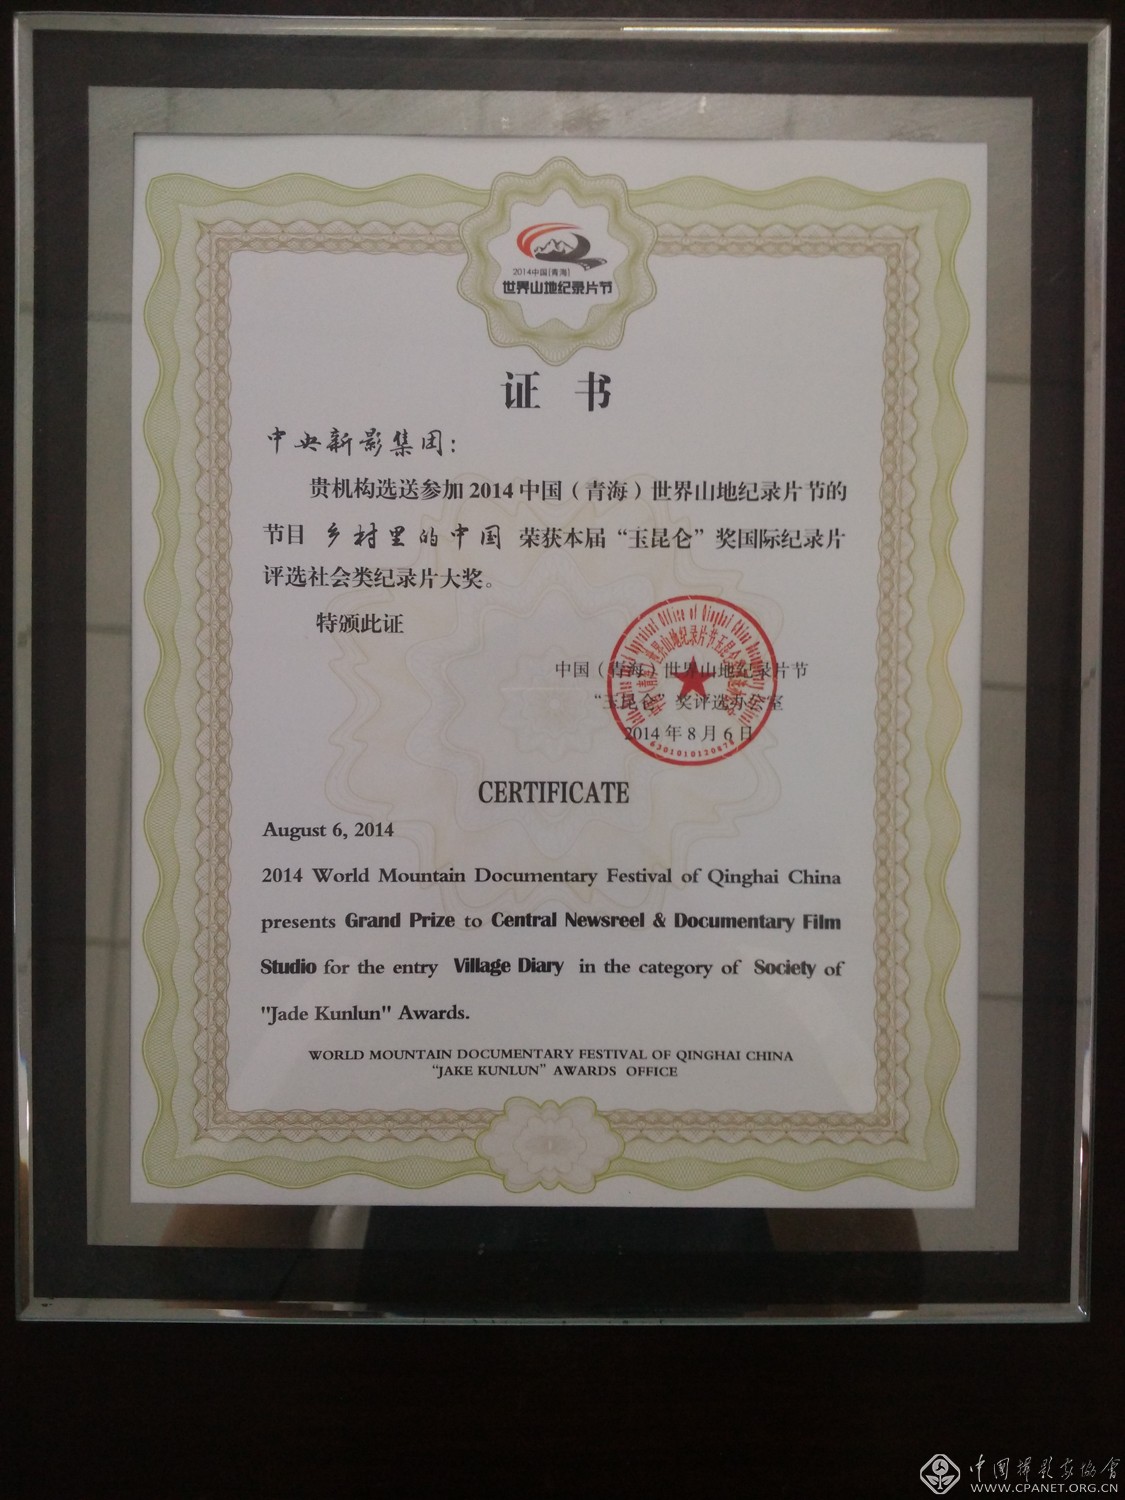 2014中国[青海]
世界山地纪录片节
证 书
中央新影集团：
贵机构选送参加2014中国（青海）世界山地纪录片节的
节目 乡村里的中国 荣获本届“玉昆仑”奖国际纪录片
评选社会类纪录片大奖。
特颁此证
中国（青海）世界山地纪录片节
“玉昆仑”奖评选办公室
2014年8月6日
6301010120876
CERTIFICATE
August 6, 2014
2014 World Mountain Documentary Festival of Qinghai China
presents Grand Prize to Central Newsreel & Documentary Film
Studio for the entry Village Diary in the category of Society of
"Jade Kunlun" Awards.
WORLD MOUNTAIN DOCUMENTARY FESTIVAL OF QINGHAI CHINA
“JAKE KUNLUN” AWARDS OFFICE
中国摄影家协会
WWW.CPANET.ORG.CN